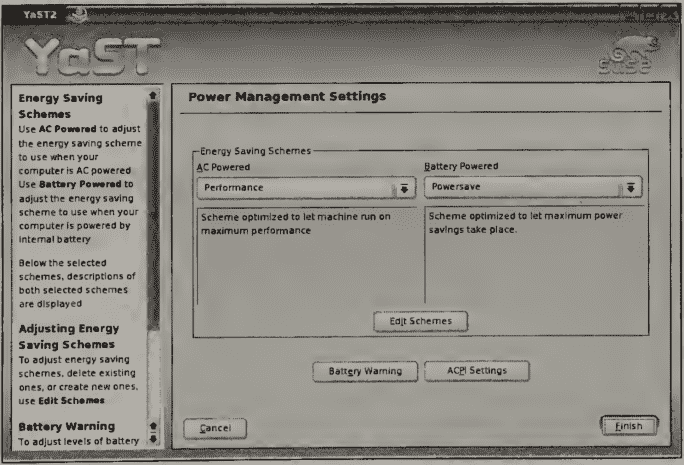 YaST2
YaST
SuSE
Energy Saving
Schemes
Use AC Powered to adjust
the energy saving scheme
to use when your
computer is AC powered
Use Battery Powered to
adjust the energy saving
scheme to use when your
computer is powered by
internal battery
Below the selected
schemes, descriptions of
both selected schemes
are displayed
Adjusting Energy
Saving Schemes
To adjust energy saving
schemes, delete existing
ones, or create new ones,
use Edit Schemes
Battery Warning
To adjust levels of battery
Power Management Settings
Energy Saving Schemes
AC Powered
Performance
Scheme optimized to let machine run on
maximum performance
Battery Powered
Powersave
Scheme optimized to let maximum power
savings take place.
Edit Schemes
Battery Warning
ACPI Settings
Cancel
Finish